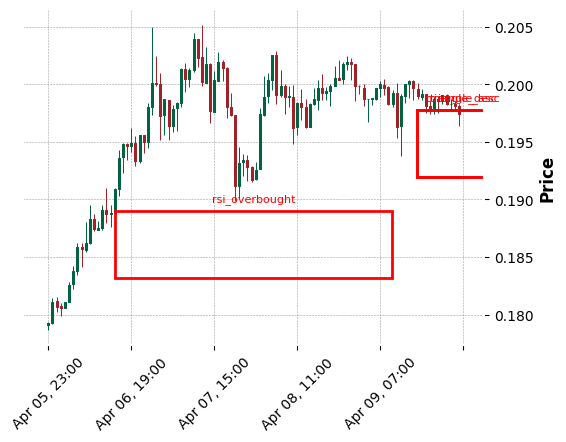 0.205
0.200
0.195
0.190
0.185
0.180
Price
rsi_overbought
Apr 05, 23:00
Apr 06, 19:00
Apr 07, 15:00
Apr 08, 11:00
Apr 09, 07:00